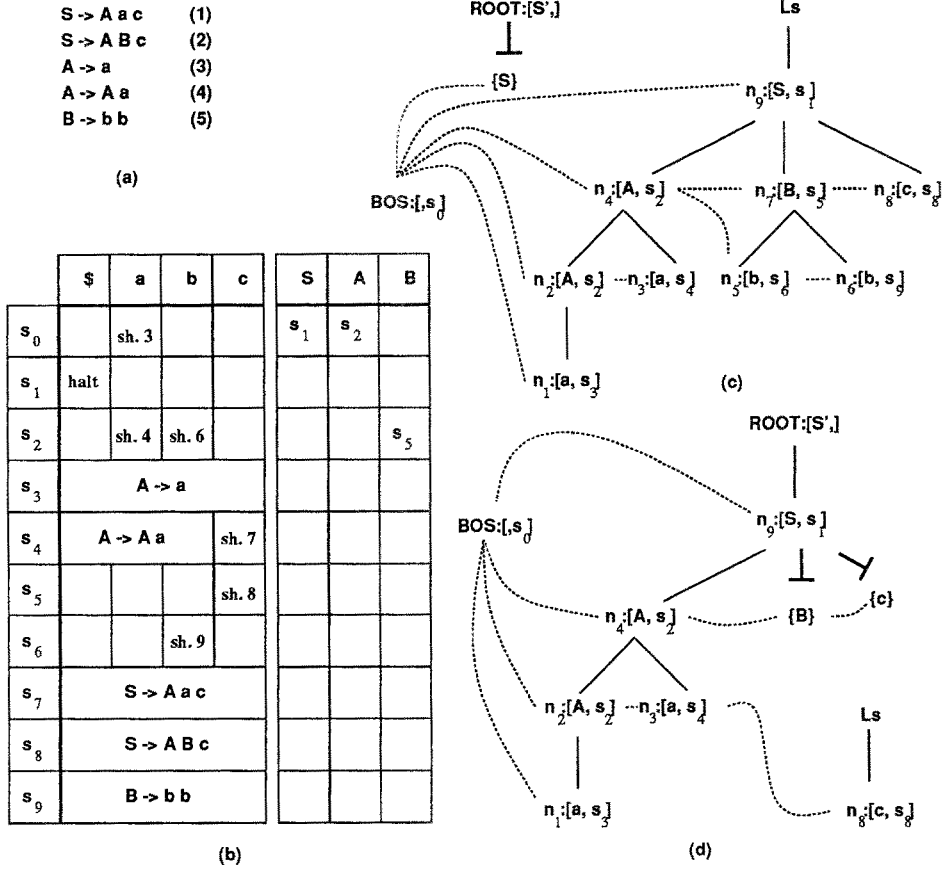 S -> A a c (1)
S -> A B c (2)
A -> a (3)
A -> A a (4)
B -> b b (5)
(a)
ROOT:[S',]
{S}
Ls
n9:[S, s1]
BOS:[,s0]
n4:[A, s2] n7:[B, s5] n8:[c, s8]
n2:[A, s2] n3:[a, s4] n5:[b, s6] n6:[b, s9]
n1:[a, s3]
(c)
$ a b c S A B
s0 sh. 3 s1 s2
s1 halt
s2 sh. 4 sh. 6 s5
s3 A -> a
s4 A -> A a sh. 7
s5 sh. 8
s6 sh. 9
s7 S -> A a c
s8 S -> A B c
s9 B -> b b
(b)
ROOT:[S',]
BOS:[,s0]
n9:[S, s1]
n4:[A, s2] {B} {c}
n2:[A, s2] n3:[a, s4]
Ls
n1:[a, s3] n8:[c, s8]
(d)